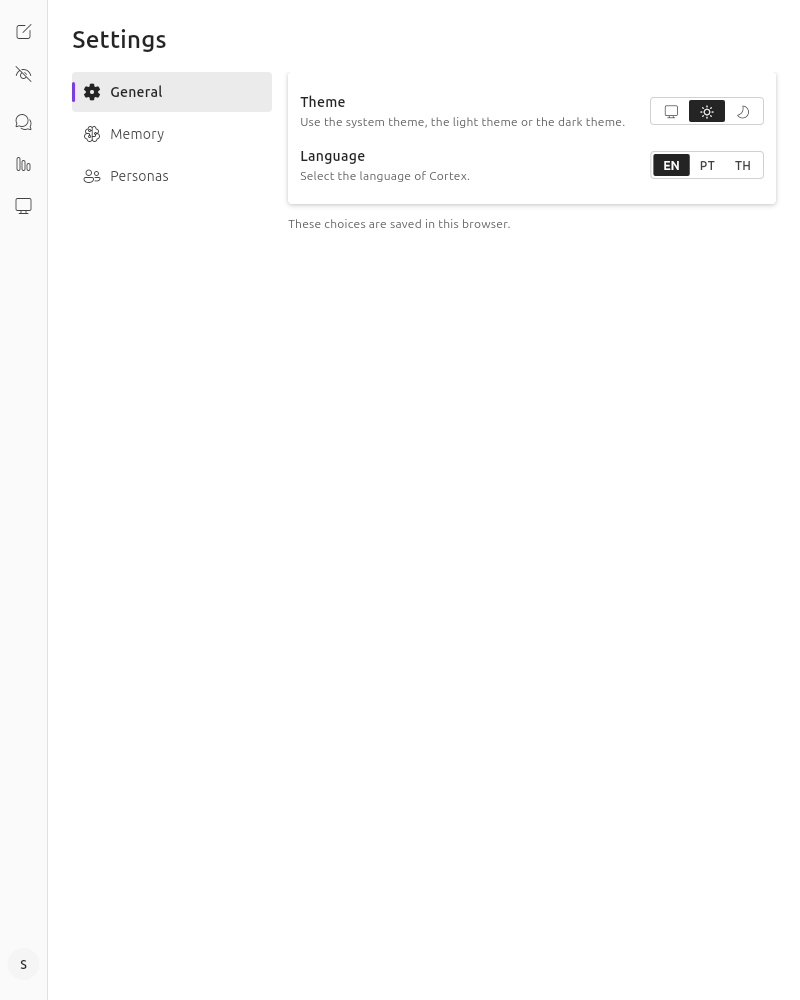 Settings
General
Memory
Personas
Theme
Use the system theme, the light theme or the dark theme.
Language
Select the language of Cortex.
EN PT TH
These choices are saved in this browser.
S